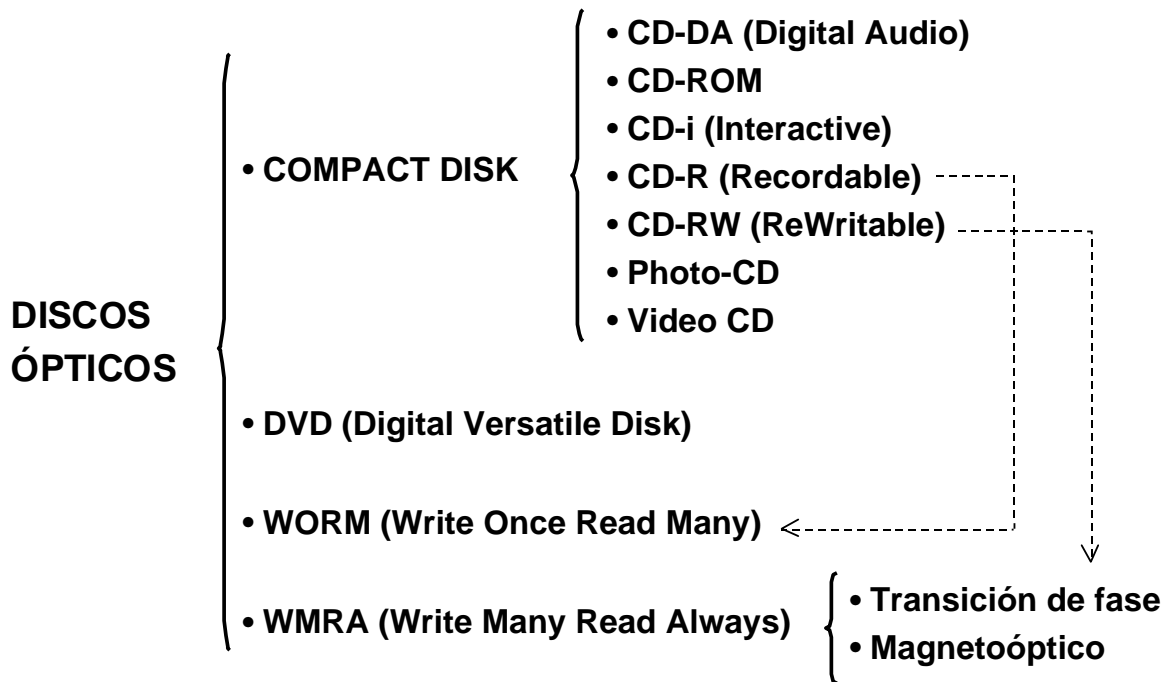 DISCOS
ÓPTICOS
• COMPACT DISK
• CD-DA (Digital Audio)
• CD-ROM
• CD-i (Interactive)
• CD-R (Recordable)
• CD-RW (ReWritable)
• Photo-CD
• Video CD
• DVD (Digital Versatile Disk)
• WORM (Write Once Read Many)
• WMRA (Write Many Read Always)
• Transición de fase
• Magnetoóptico